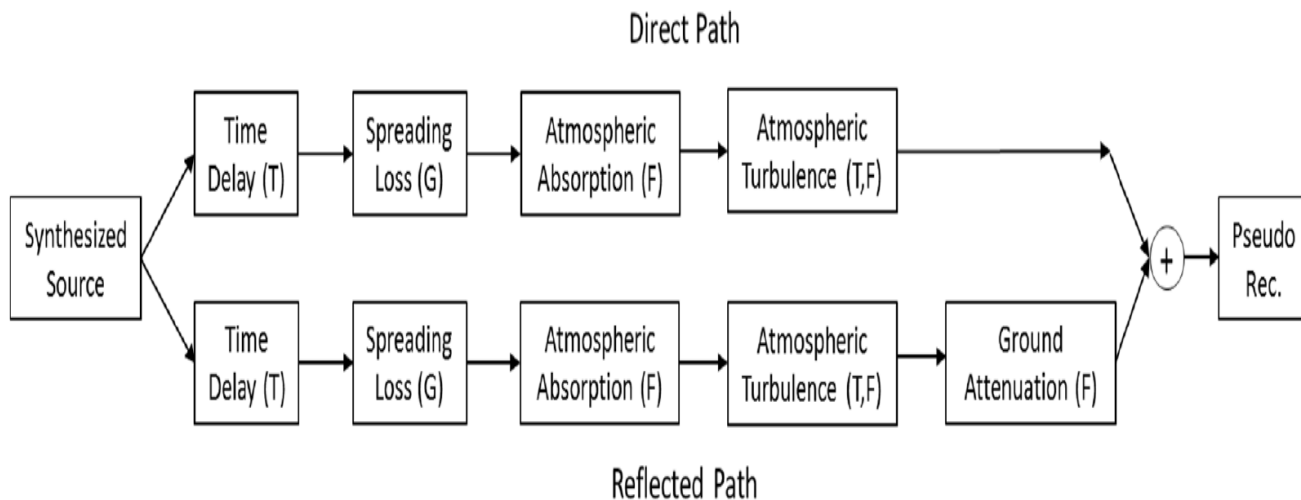 Direct Path
Time
Delay (T)
Spreading
Loss (G)
Atmospheric
Absorption (F)
Atmospheric
Turbulence (T,F)
Synthesized
Source
+
Pseudo
Rec.
Time
Delay (T)
Spreading
Loss (G)
Atmospheric
Absorption (F)
Atmospheric
Turbulence (T,F)
Ground
Attenuation (F)
Reflected Path